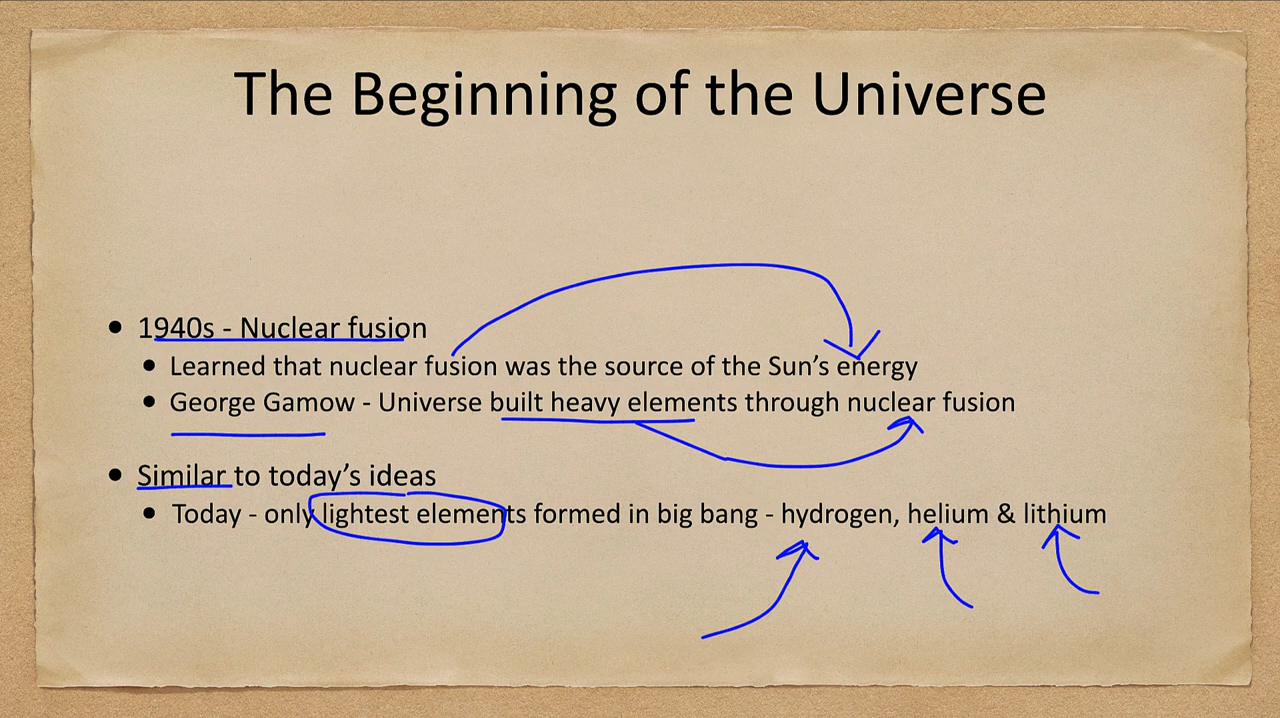 The Beginning of the Universe
• 1940s - Nuclear fusion
• Learned that nuclear fusion was the source of the Sun's energy
• George Gamow - Universe built heavy elements through nuclear fusion
• Similar to today's ideas
• Today - only lightest elements formed in big bang - hydrogen, helium & lithium